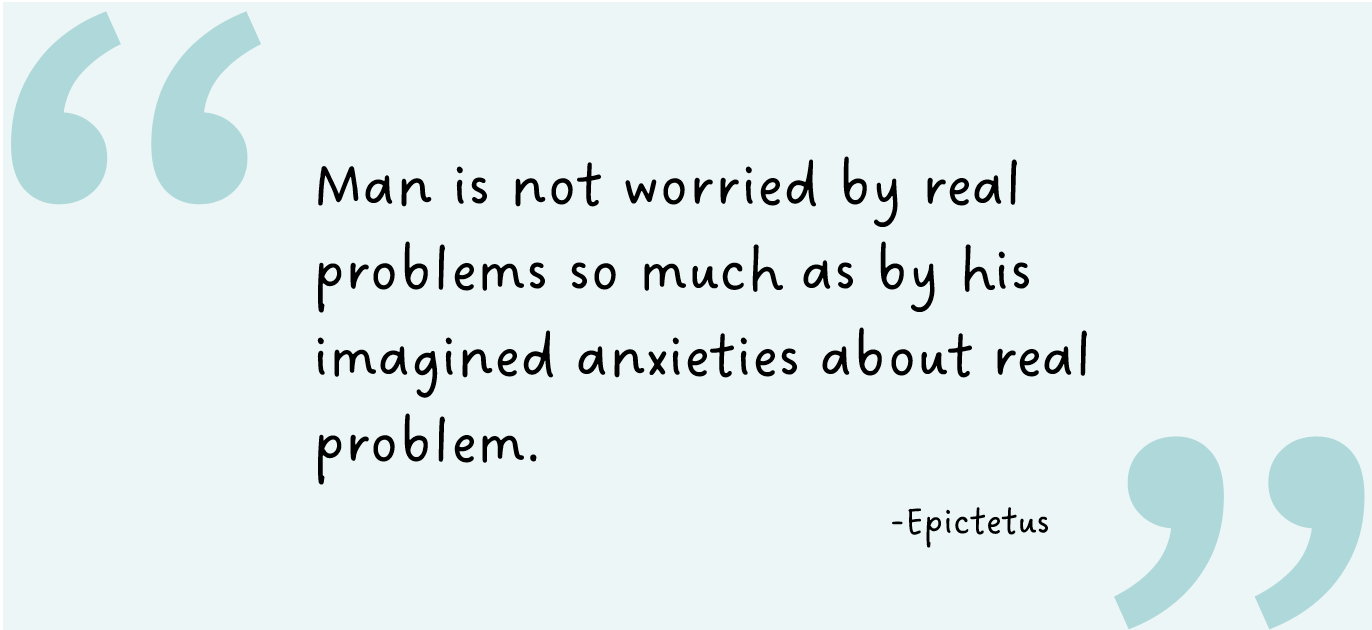 Man is not worried by real
problems so much as by his
imagined anxieties about real
problem.
-Epictetus